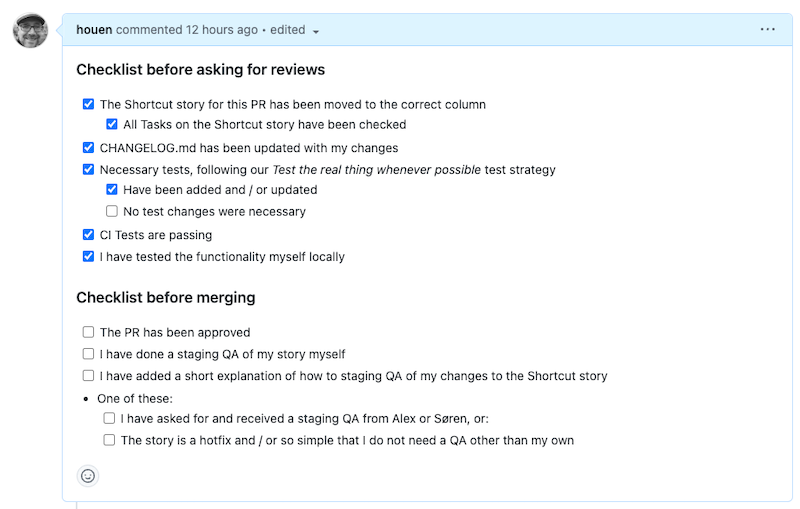 houen commented 12 hours ago • edited
Checklist before asking for reviews
The Shortcut story for this PR has been moved to the correct column
All Tasks on the Shortcut story have been checked
CHANGELOG.md has been updated with my changes
Necessary tests, following our Test the real thing whenever possible test strategy
Have been added and / or updated
No test changes were necessary
CI Tests are passing
I have tested the functionality myself locally
Checklist before merging
The PR has been approved
I have done a staging QA of my story myself
I have added a short explanation of how to staging QA of my changes to the Shortcut story
• One of these:
I have asked for and received a staging QA from Alex or Søren, or:
The story is a hotfix and / or so simple that I do not need a QA other than my own